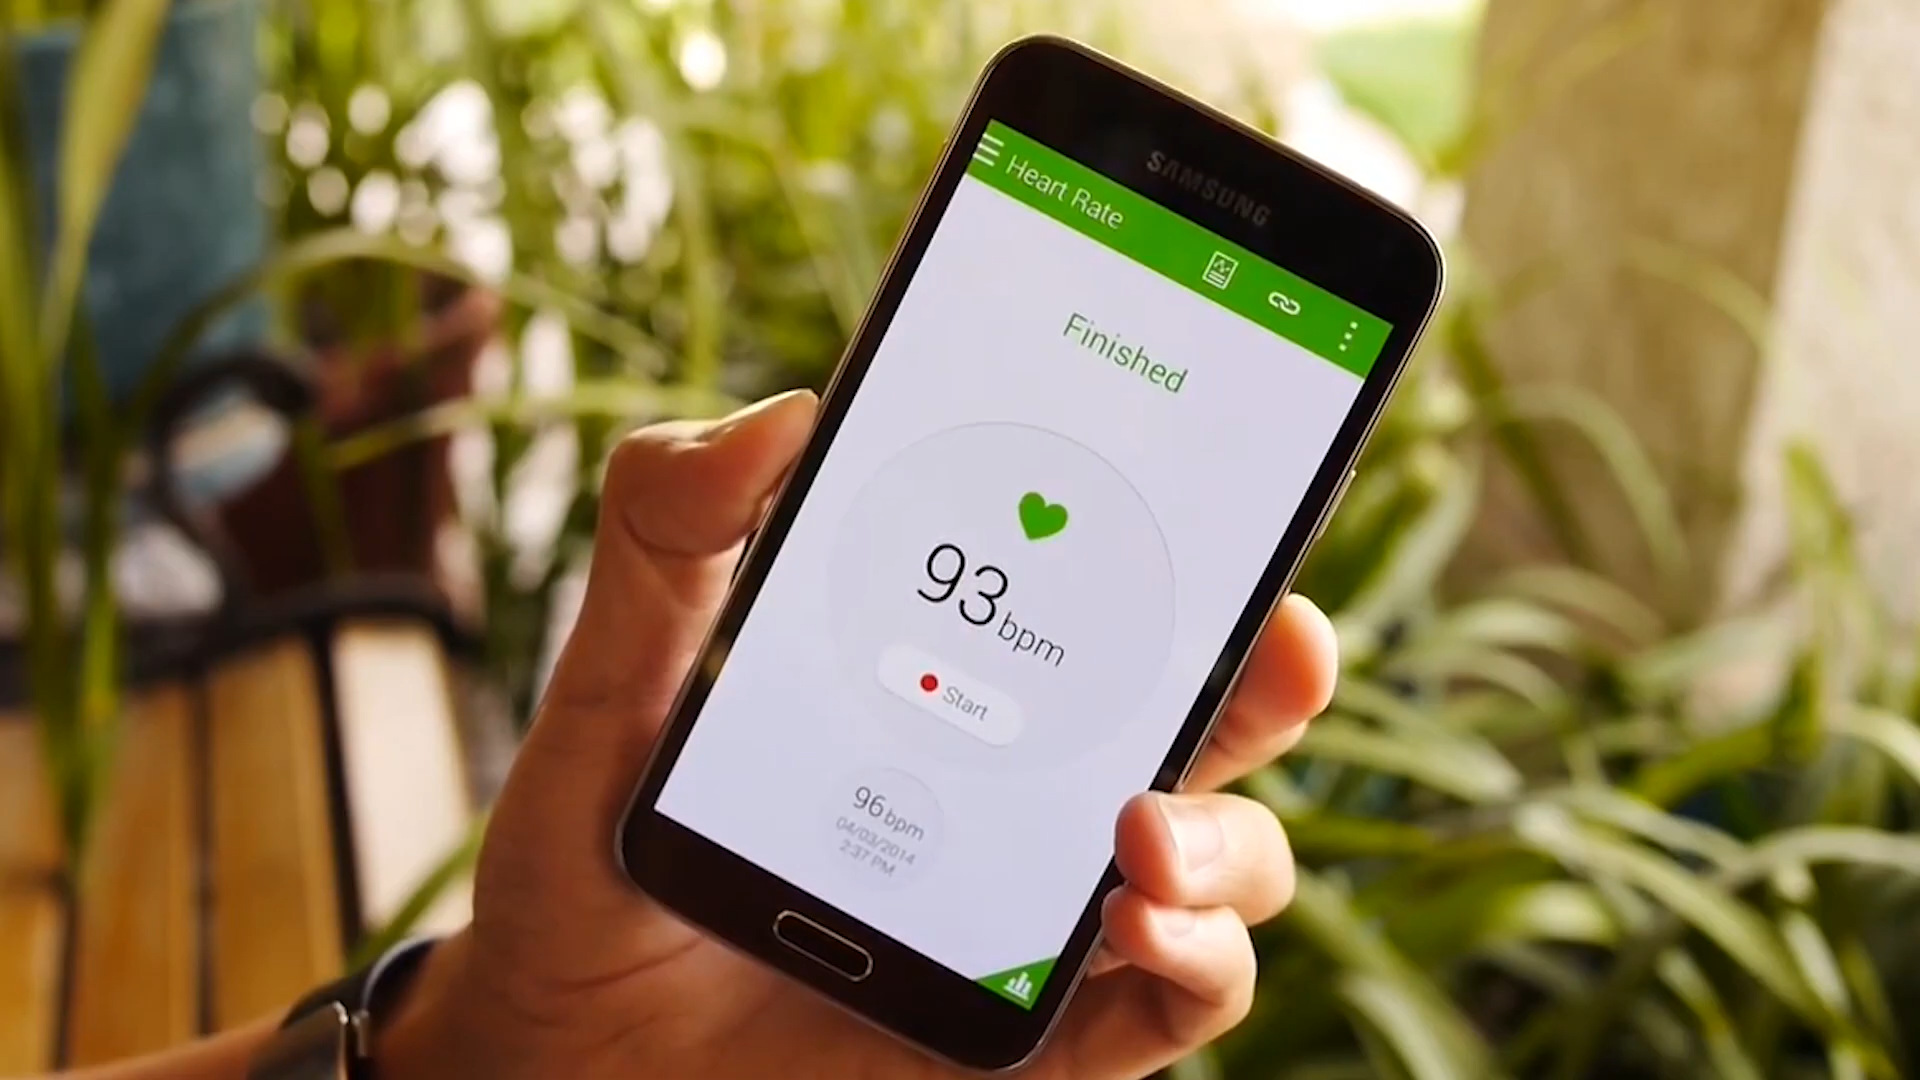 SAMSUNG
Heart Rate
Finished
93 bpm
Start
96 bpm
04/03/2014
2:37 PM